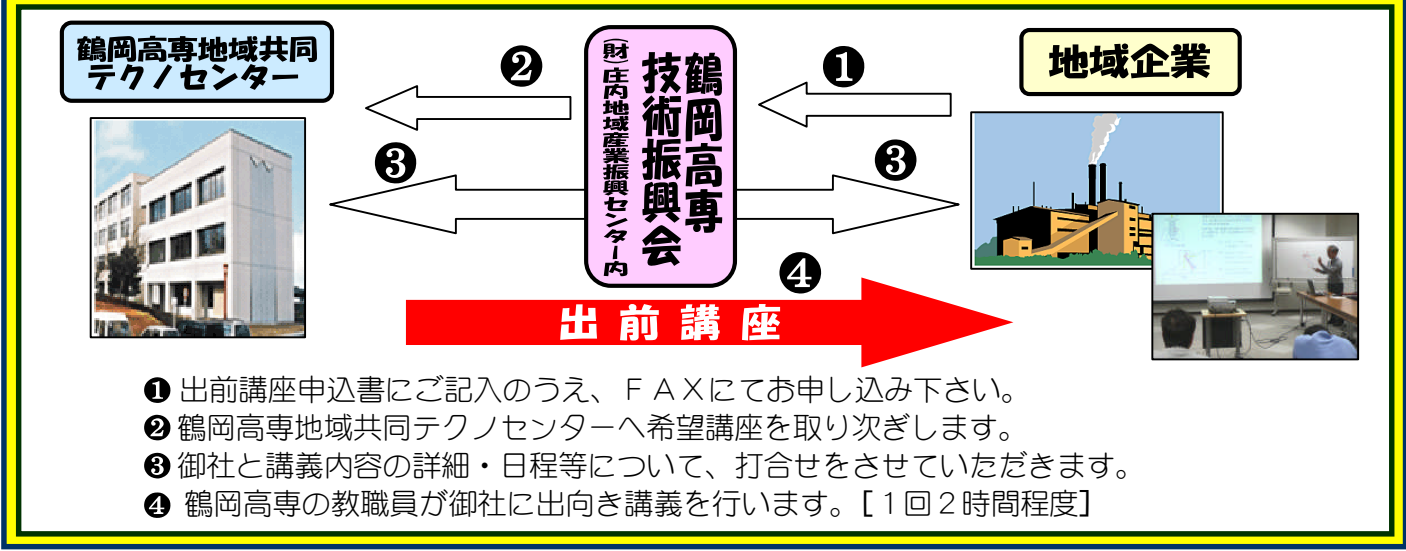 鶴岡高専地域共同
テクノセンター
❷
(財)庄内地域産業振興センター内
鶴岡高専
技術振興会
❶
地域企業
❸
❸
❹
出前講座
❶ 出前講座申込書にご記入のうえ、ＦＡＸにてお申し込み下さい。
❷ 鶴岡高専地域共同テクノセンターへ希望講座を取り次ぎします。
❸ 御社と講義内容の詳細・日程等について、打合せをさせていただきます。
❹ 鶴岡高専の教職員が御社に出向き講義を行います。[１回２時間程度]